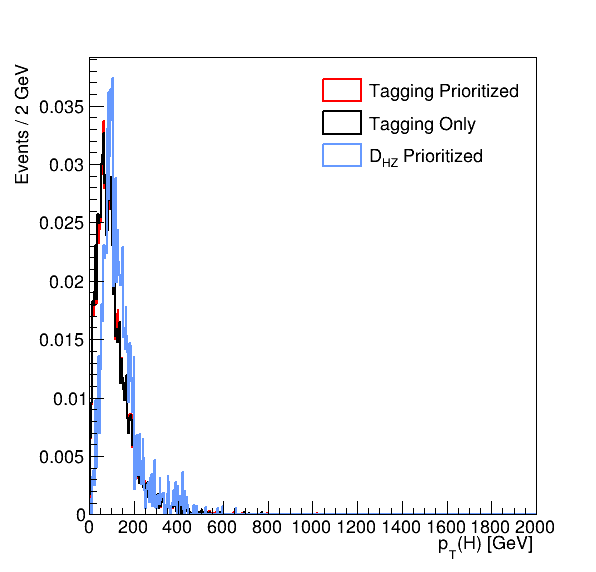 Events / 2 GeV
0.035
0.03
0.025
0.02
0.015
0.01
0.005
0
Tagging Prioritized
Tagging Only
D_HZ Prioritized
0 200 400 600 800 1000 1200 1400 1600 1800 2000
p_T(H) [GeV]